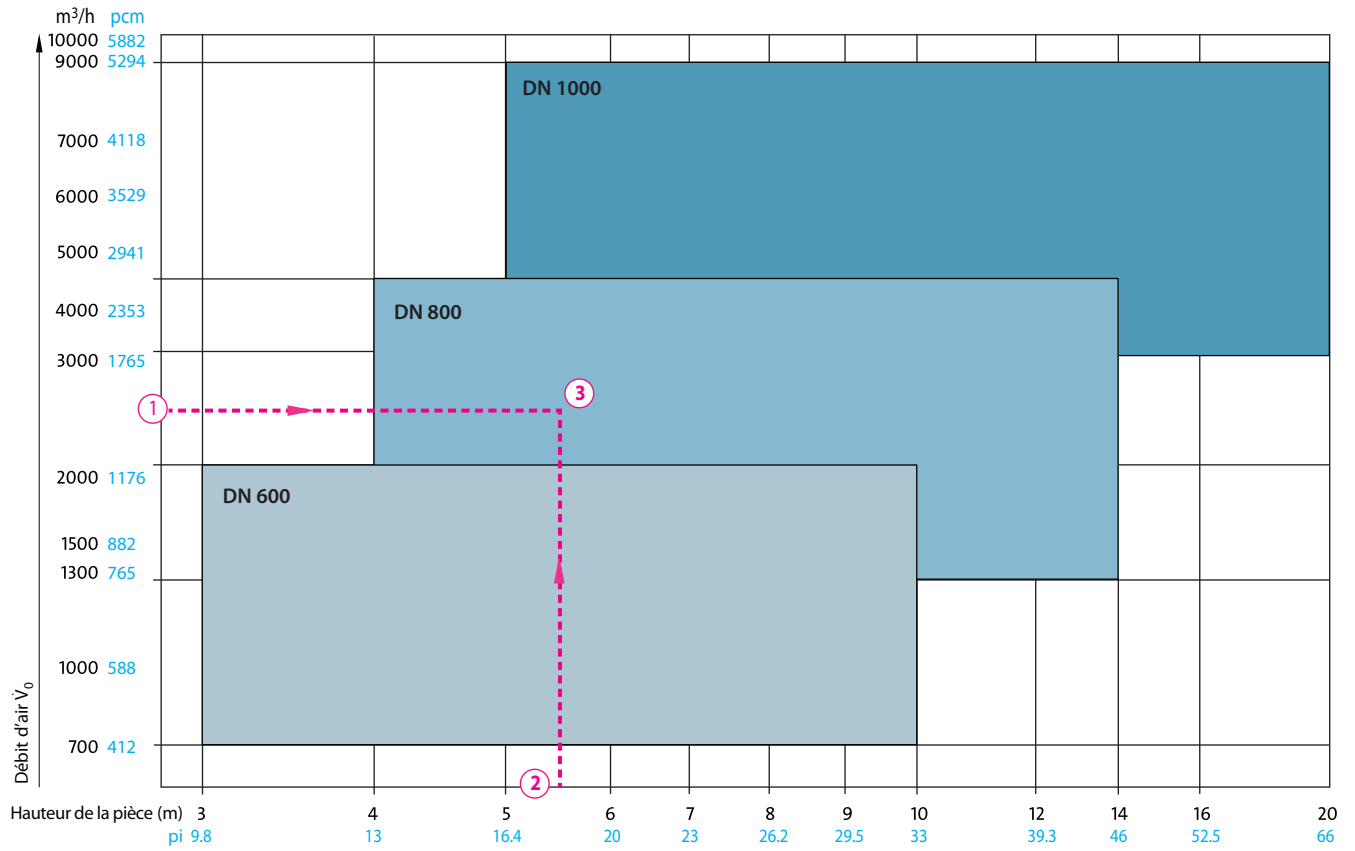 m³/h pcm
10000 5882
9000 5294
DN 1000
7000 4118
6000 3529
5000 2941
4000 2353
DN 800
3000 1765
1
3
2000 1176
DN 600
1500 882
1300 765
1000 588
700 412
Débit d’air V̇₀
2
Hauteur de la pièce (m) 3 4 5 6 7 8 9 10 12 14 16 20
pi 9.8 13 16.4 20 23 26.2 29.5 33 39.3 46 52.5 66